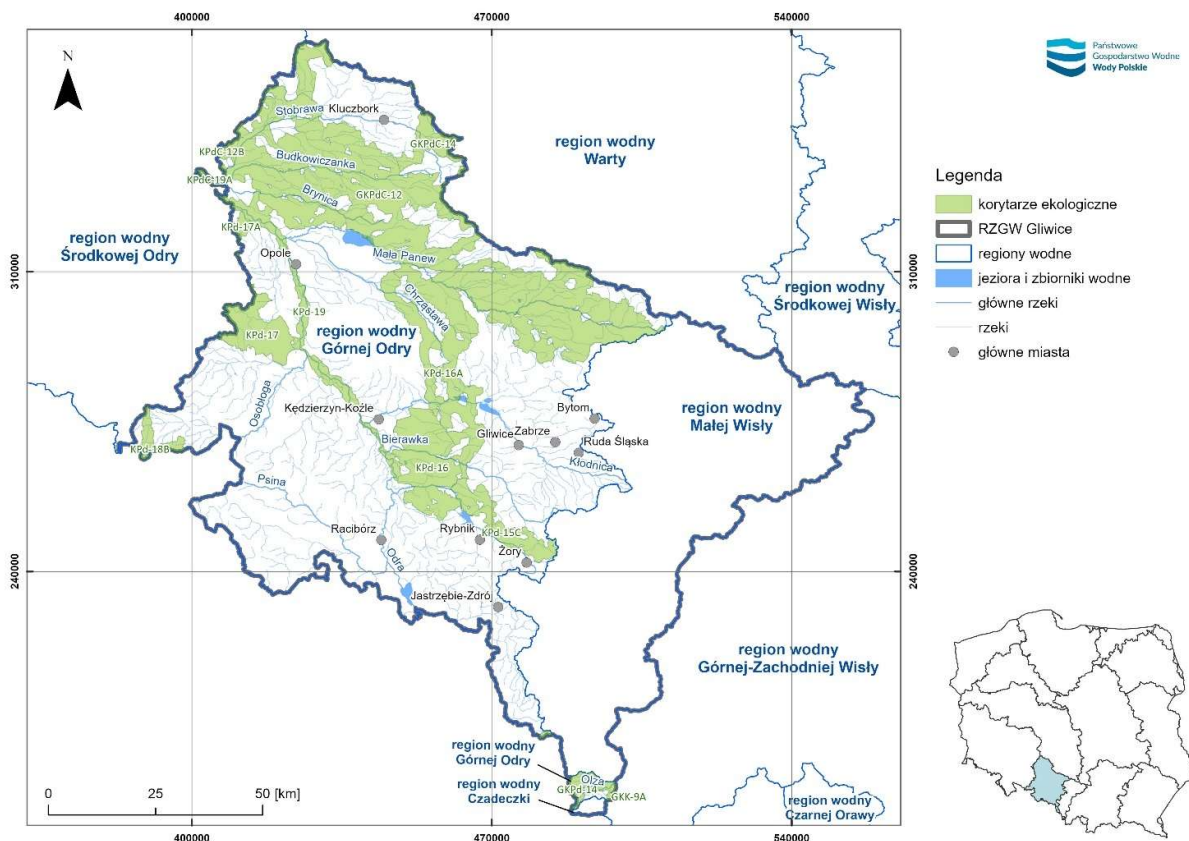 400000
470000
540000
Państwowe
Gospodarstwo Wodne
Wody Polskie
N
Kluczbork
Stobrawa
GKPdC-14
KPdC-12B
Budkowiczanka
KPdC-19A
GKPdC-12
Brynica
KPd-17A
region wodny
Warty
region wodny
Środkowej Odry
Opole
Mała Panew
310000
310000
Chrząstawa
KPd-19
KPd-17
region wodny
Górnej Odry
region wodny
Środkowej Wisły
KPd-16A
Osobłoga
Kędzierzyn-Koźle
Bytom
region wodny
Małej Wisły
Gliwice
Zabrze
Ruda Śląska
Bierawka
Kłodnica
KPd-18B
KPd-16
Psina
Racibórz
Rybnik
KPd-15C
Żory
Odra
240000
240000
Jastrzębie-Zdrój
region wodny
Górnej-Zachodniej Wisły
region wodny
Górnej Odry
Olza
region wodny
Czadeczki
GKPd-14
GKK-9A
region wodny
Czarnej Orawy
0
25
50 [km]
400000
470000
540000
Legenda
korytarze ekologiczne
RZGW Gliwice
regiony wodne
jeziora i zbiorniki wodne
główne rzeki
rzeki
główne miasta